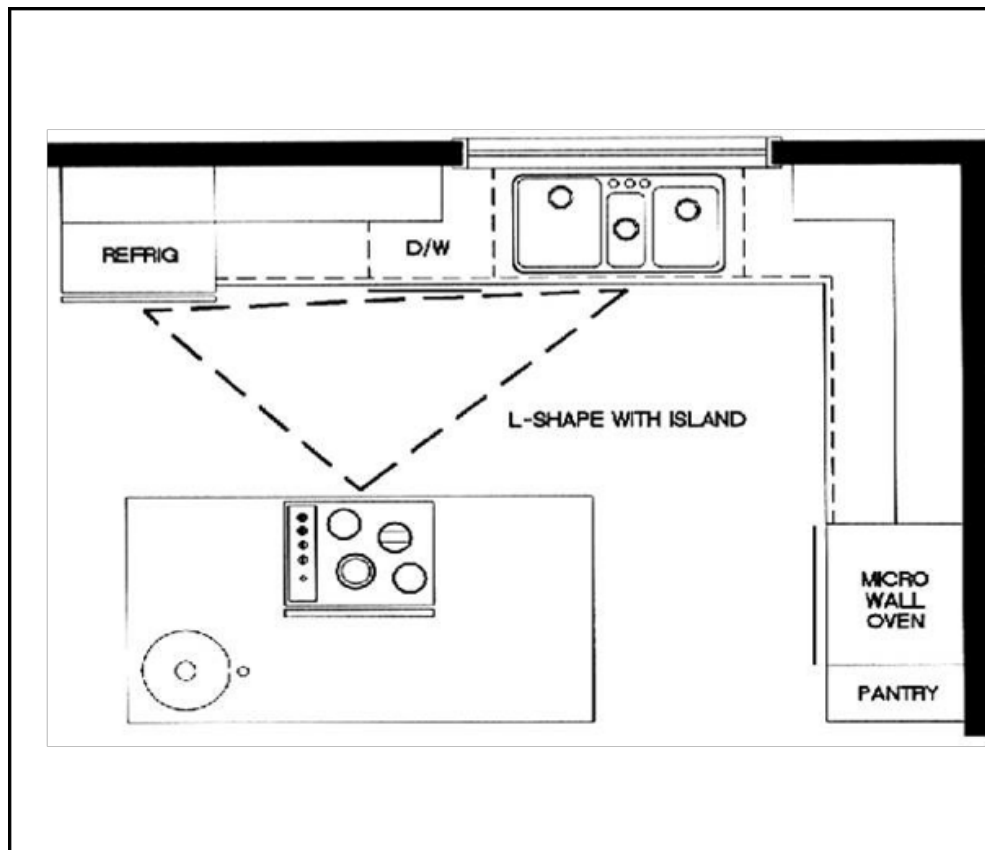 REFRIG
D/W
L-SHAPE WITH ISLAND
MICRO
WALL
OVEN
PANTRY